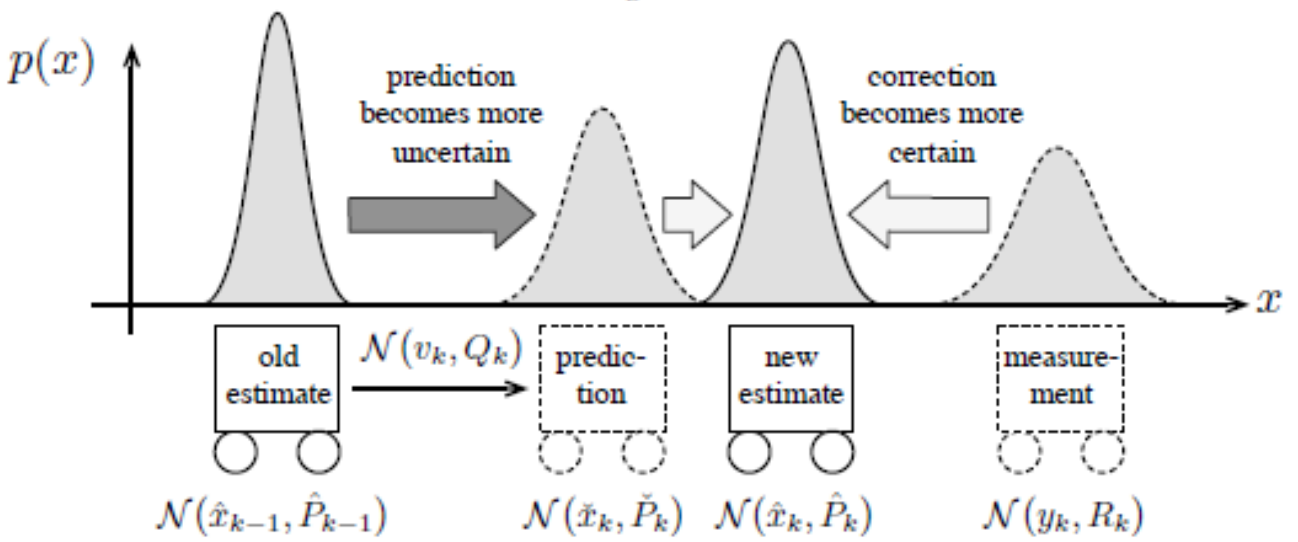 p(x)
prediction
becomes more
uncertain
correction
becomes more
certain
x
old
estimate
𝒩(v_k, Q_k)
predic-
tion
new
estimate
measure-
ment
𝒩(x̂_{k−1}, P̂_{k−1})
𝒩(x̌_k, P̌_k)
𝒩(x̂_k, P̂_k)
𝒩(y_k, R_k)